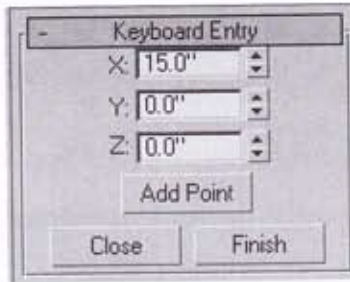 - Keyboard Entry
X: 15.0"
Y: 0.0"
Z: 0.0"
Add Point
Close Finish